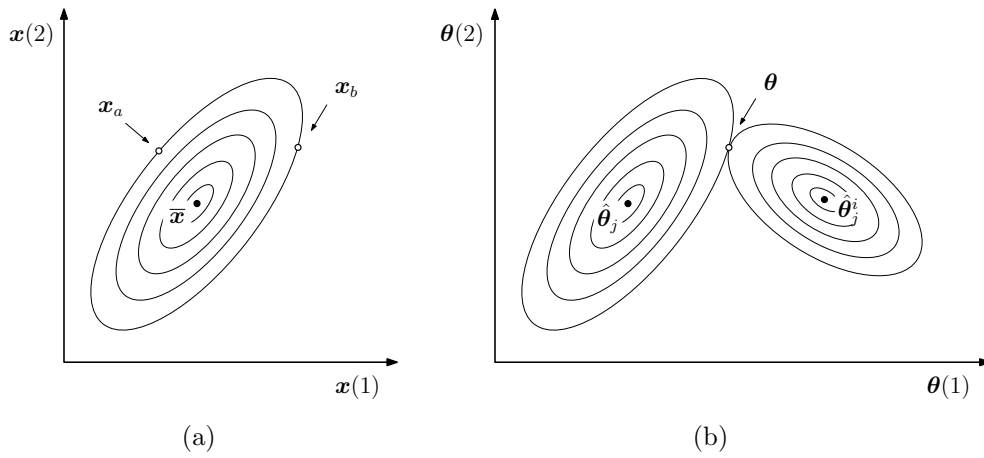 x(2)
x_a
x_b
x̅
x(1)
(a)
θ(2)
θ
θ̂_j
θ̂_j^i
θ(1)
(b)